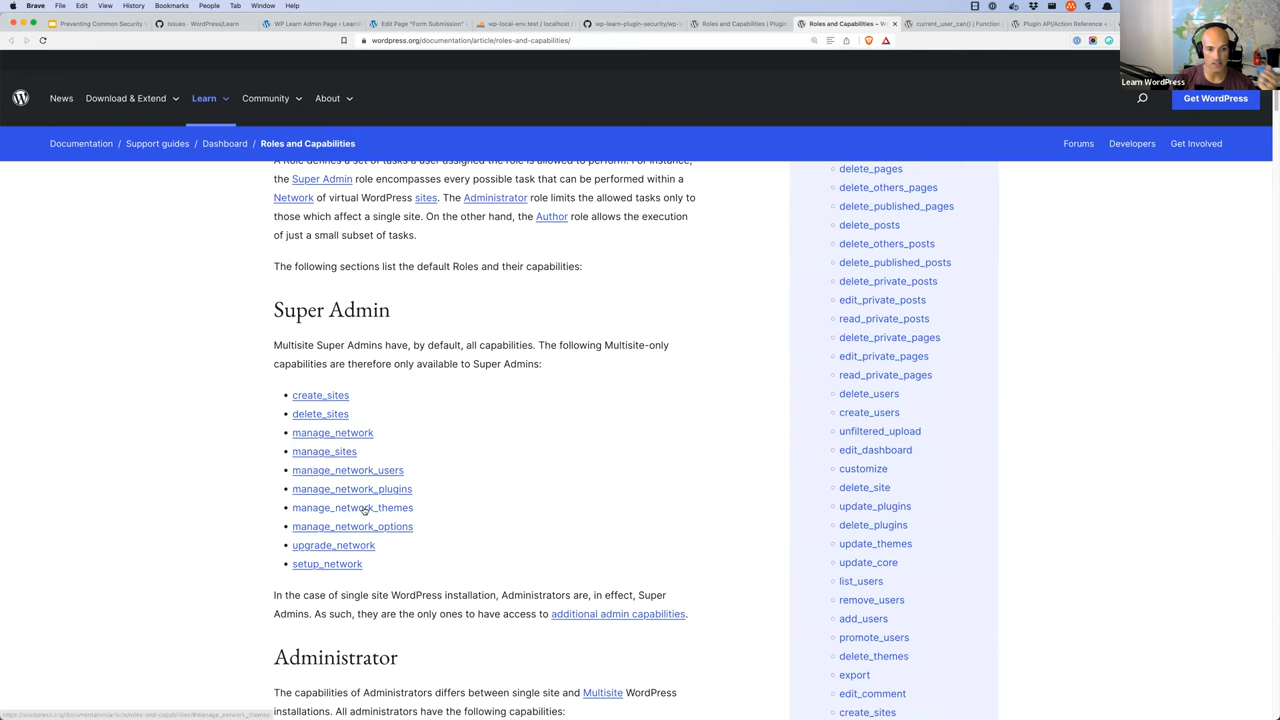 Brave File Edit View History Bookmarks People Tab Window Help
Preventing Common Security
Issues · WordPress/Learn
WP Learn Admin Page ‹ Learn
Edit Page "Form Submission"
wp-local-env.test / localhost /
wp-learn-plugin-security/wp-l
Roles and Capabilities | Plugin
Roles and Capabilities – Wo
current_user_can() | Function
Plugin API/Action Reference «
wordpress.org/documentation/article/roles-and-capabilities/
Learn WordPress
News Download & Extend Learn Community About
Get WordPress
Documentation / Support guides / Dashboard / Roles and Capabilities
Forums Developers Get Involved
A Role defines a set of tasks a user assigned the role is allowed to perform. For instance,
the Super Admin role encompasses every possible task that can be performed within a
Network of virtual WordPress sites. The Administrator role limits the allowed tasks only to
those which affect a single site. On the other hand, the Author role allows the execution
of just a small subset of tasks.
The following sections list the default Roles and their capabilities:
Super Admin
Multisite Super Admins have, by default, all capabilities. The following Multisite-only
capabilities are therefore only available to Super Admins:
create_sites
delete_sites
manage_network
manage_sites
manage_network_users
manage_network_plugins
manage_network_themes
manage_network_options
upgrade_network
setup_network
In the case of single site WordPress installation, Administrators are, in effect, Super
Admins. As such, they are the only ones to have access to additional admin capabilities.
Administrator
The capabilities of Administrators differs between single site and Multisite WordPress
installations. All administrators have the following capabilities:
delete_pages
delete_others_pages
delete_published_pages
delete_posts
delete_others_posts
delete_published_posts
delete_private_posts
edit_private_posts
read_private_posts
delete_private_pages
edit_private_pages
read_private_pages
delete_users
create_users
unfiltered_upload
edit_dashboard
customize
delete_site
update_plugins
delete_plugins
update_themes
update_core
list_users
remove_users
add_users
promote_users
delete_themes
export
edit_comment
create_sites
https://wordpress.org/documentation/article/roles-and-capabilities/#manage_network_themes